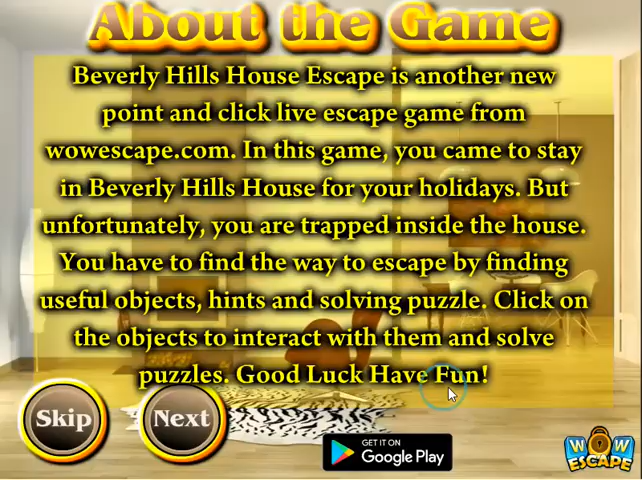 About the Game
Beverly Hills House Escape is another new
point and click live escape game from
wowescape.com. In this game, you came to stay
in Beverly Hills House for your holidays. But
unfortunately, you are trapped inside the house.
You have to find the way to escape by finding
useful objects, hints and solving puzzle. Click on
the objects to interact with them and solve
puzzles. Good Luck Have Fun!
Skip
Next
GET IT ON
Google Play
WOW
ESCAPE